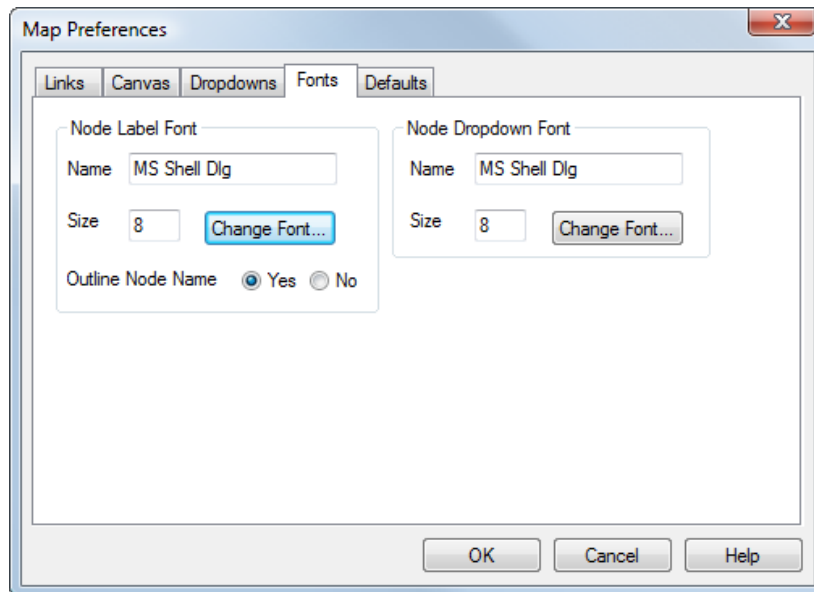 Map Preferences
Links Canvas Dropdowns Fonts Defaults
Node Label Font
Name MS Shell Dlg
Size 8 Change Font...
Outline Node Name Yes No
Node Dropdown Font
Name MS Shell Dlg
Size 8 Change Font...
OK Cancel Help